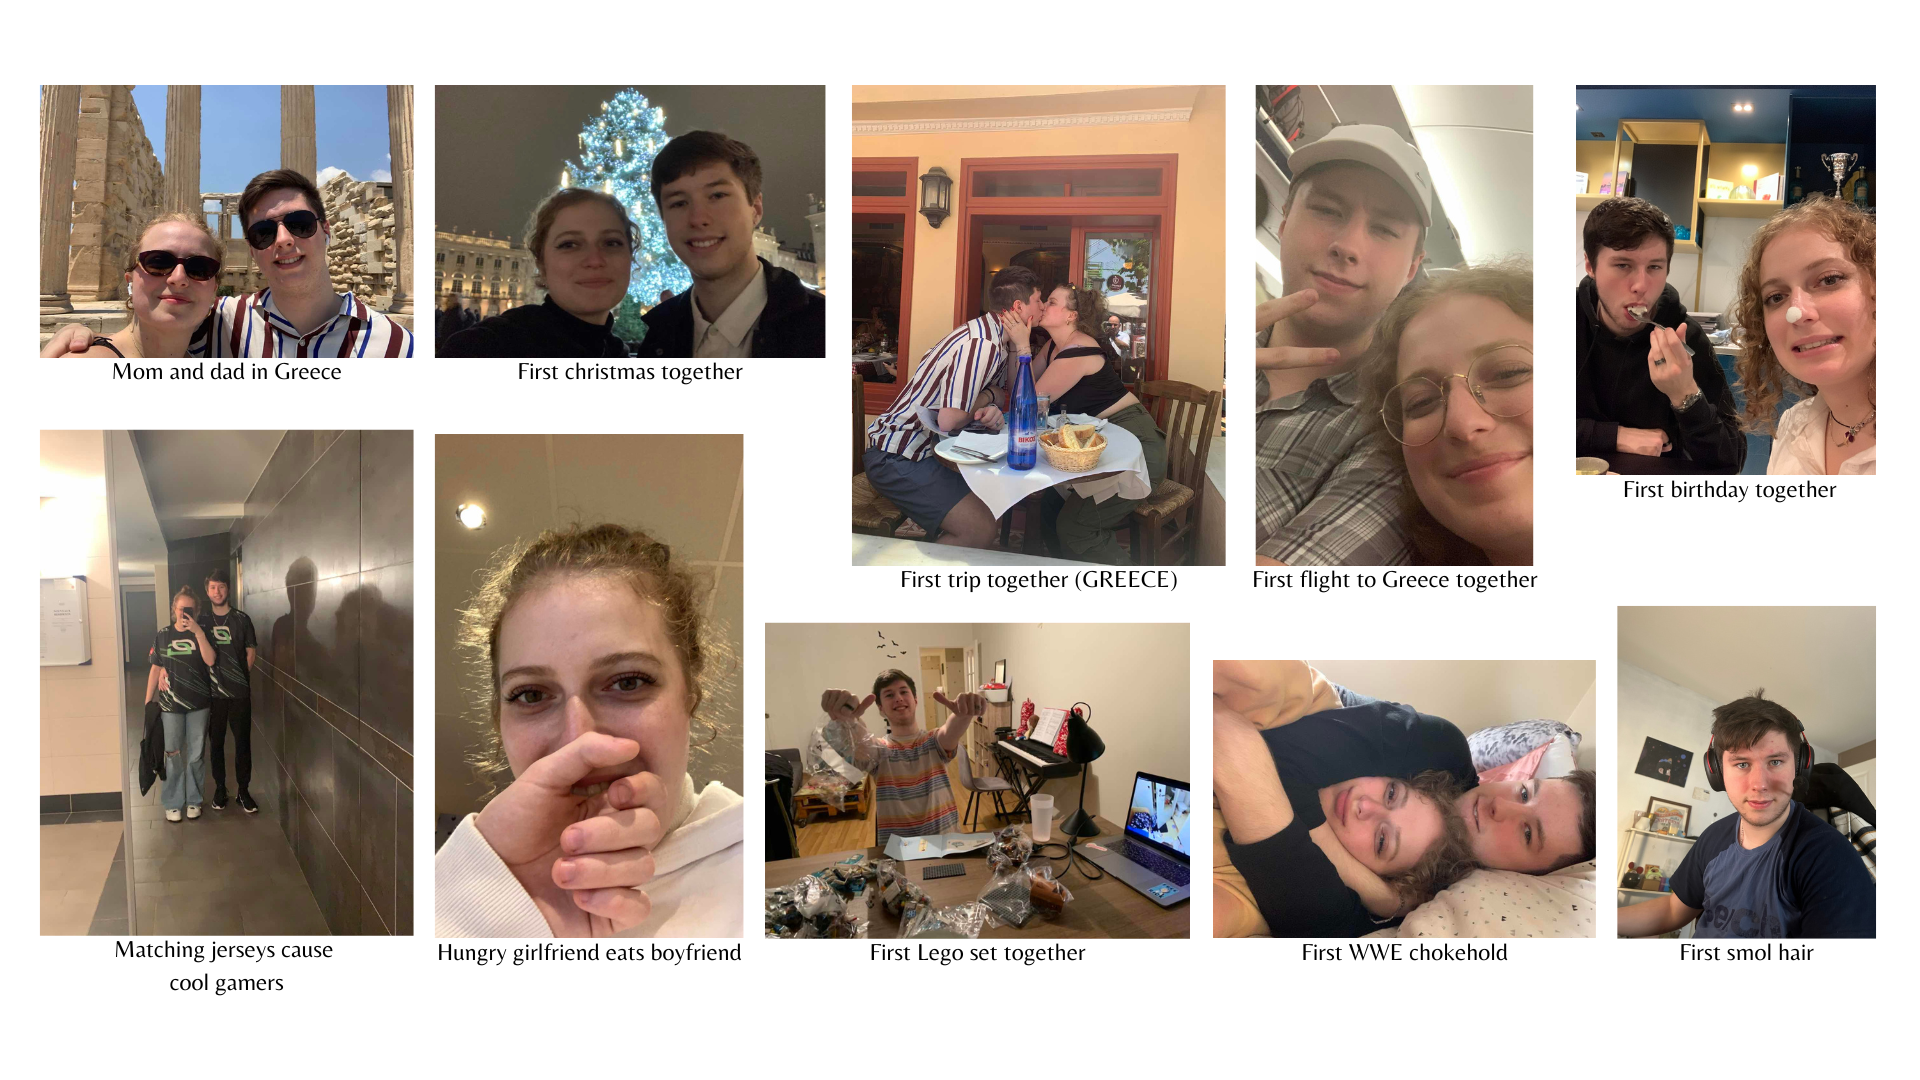 Mom and dad in Greece
First christmas together
First trip together (GREECE)
First flight to Greece together
First birthday together
Matching jerseys cause
cool gamers
Hungry girlfriend eats boyfriend
First Lego set together
First WWE chokehold
First smol hair